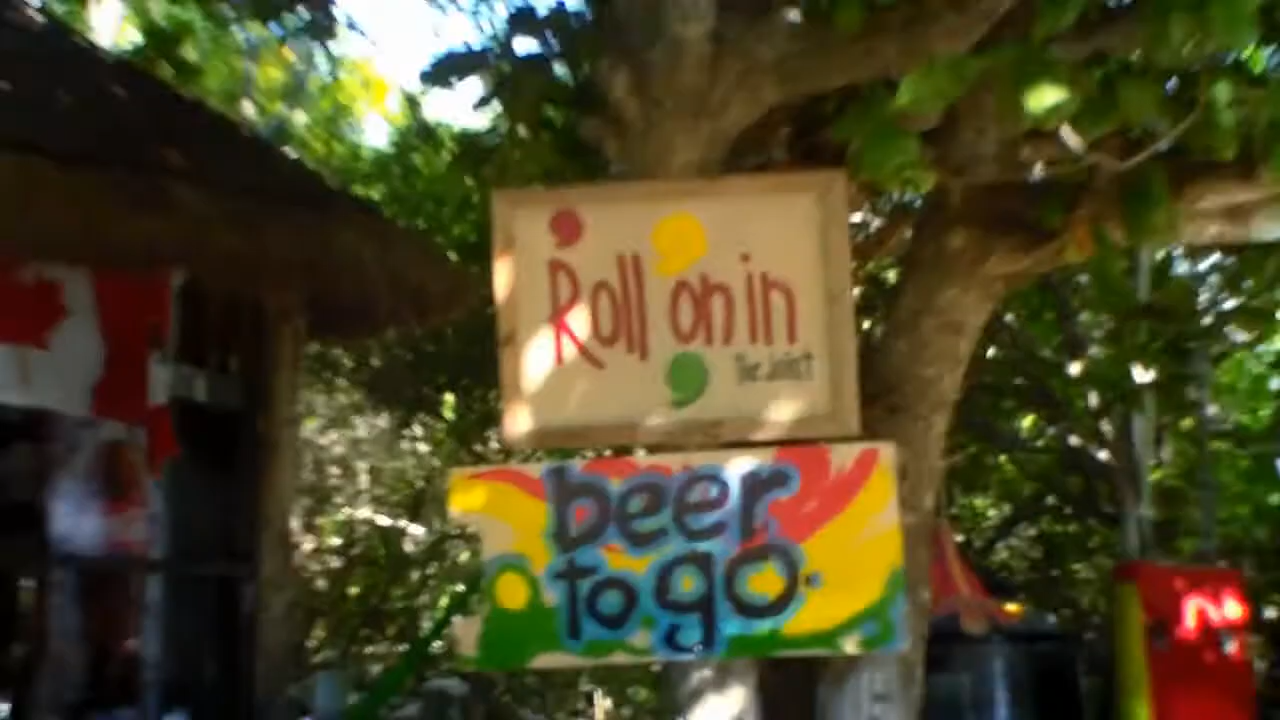 Roll on in
The Joint
beer
to go.